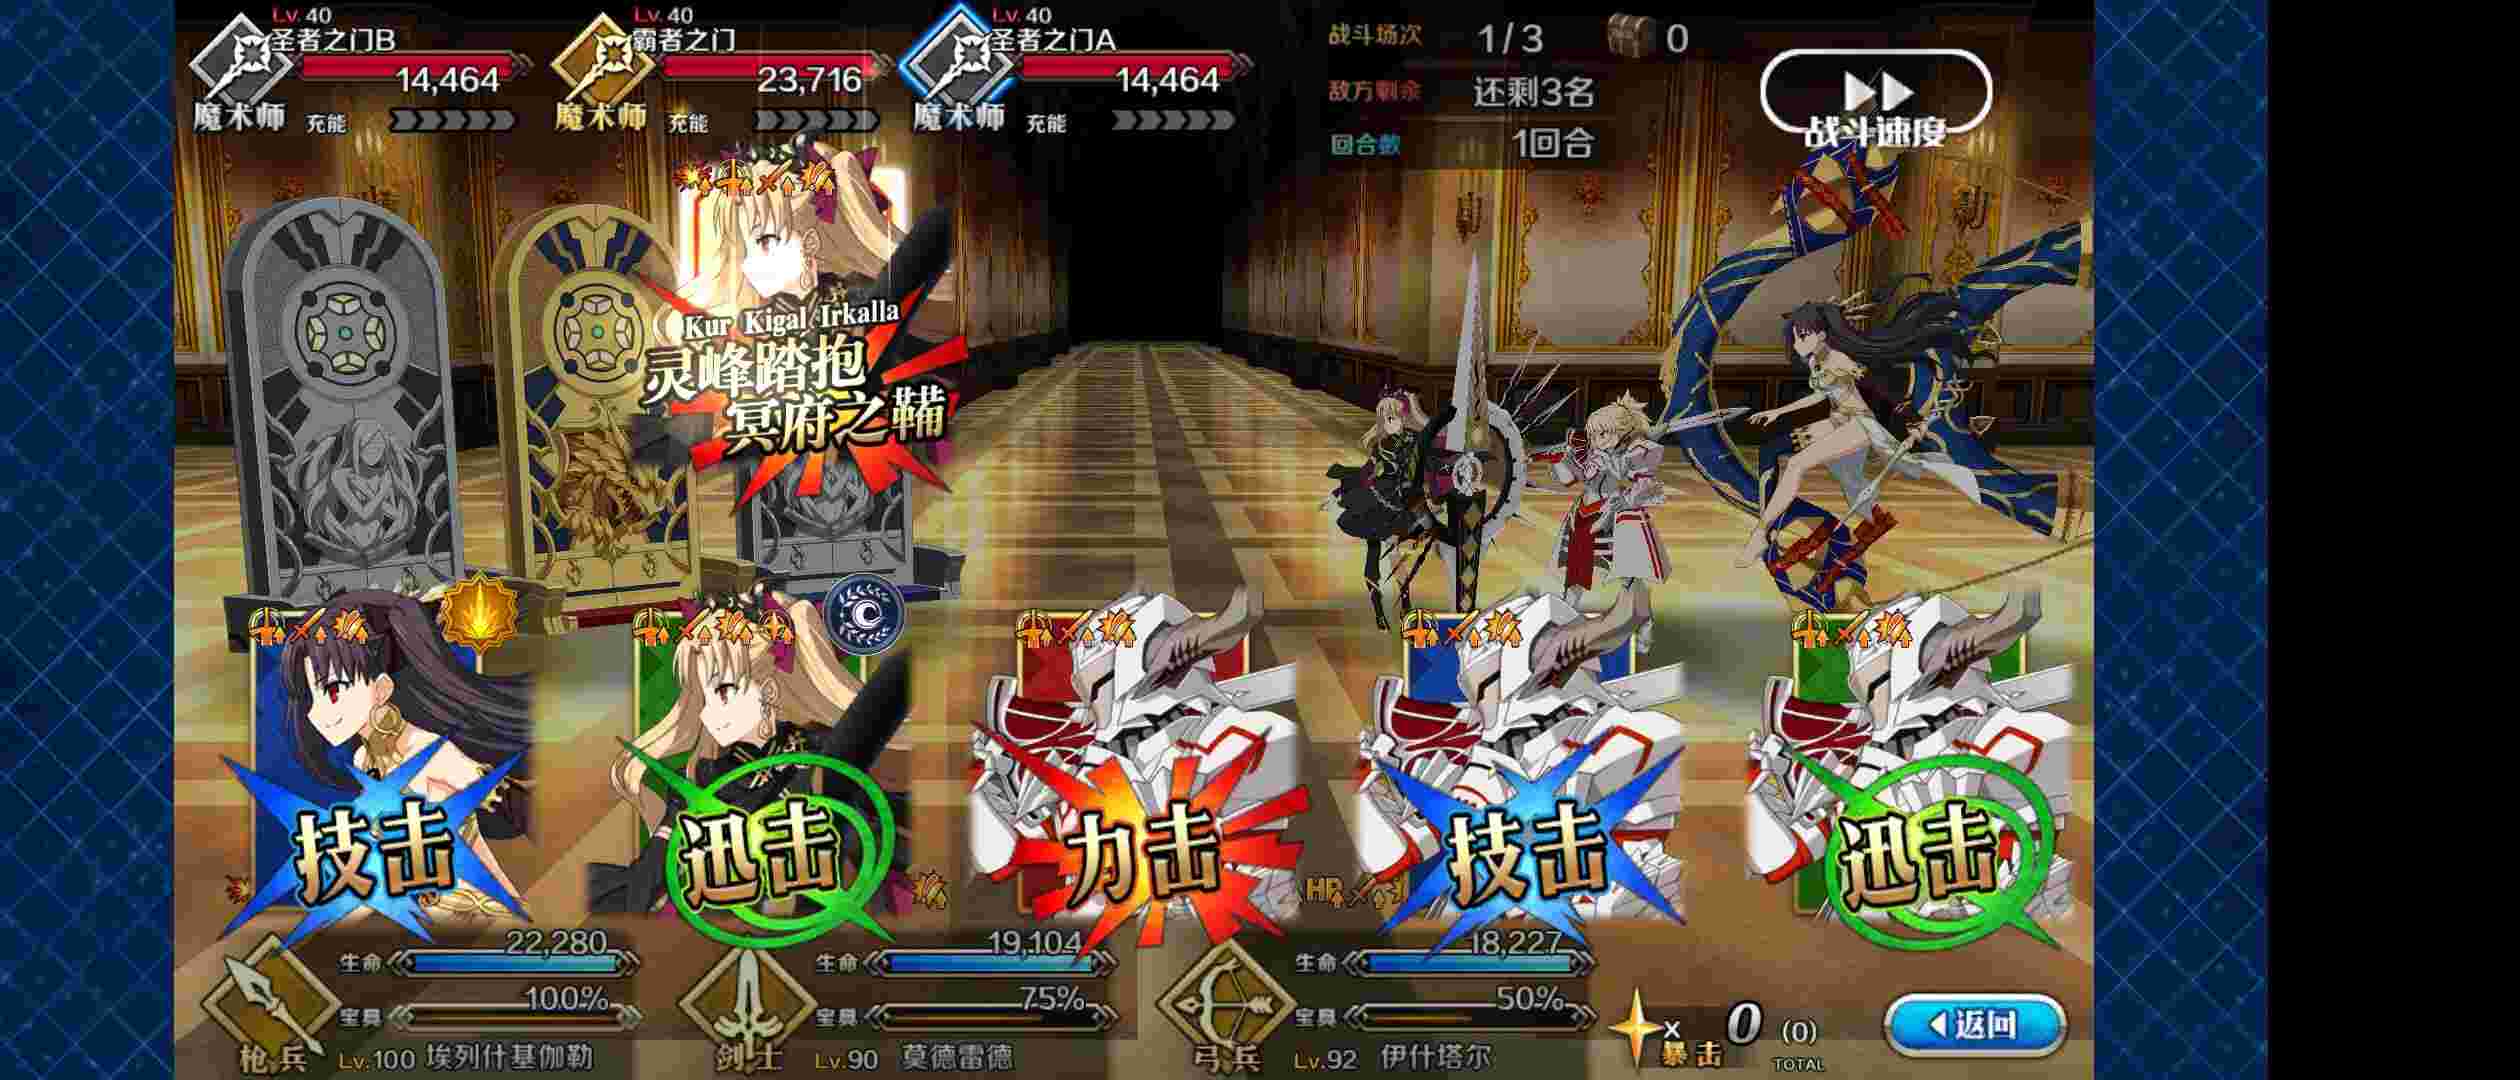 Lv. 40
圣者之门B
14,464
魔术师
充能
Lv. 40
霸者之门
23,716
魔术师
充能
Lv. 40
圣者之门A
14,464
魔术师
充能
战斗场次 1/3 0
敌方剩余 还剩3名
回合数 1回合
战斗速度
Kur Kigal Irkalla
灵峰踏抱
冥府之鞴
技击
迅击
力击
技击
迅击
HP
生命 22,280
宝具 100%
枪兵 Lv.100 埃列什基伽勒
生命 19,104
宝具 75%
剑士 Lv.90 莫德雷德
生命 18,227
宝具 50%
弓兵 Lv.92 伊什塔尔
x 暴击 0 (0)
TOTAL
返回